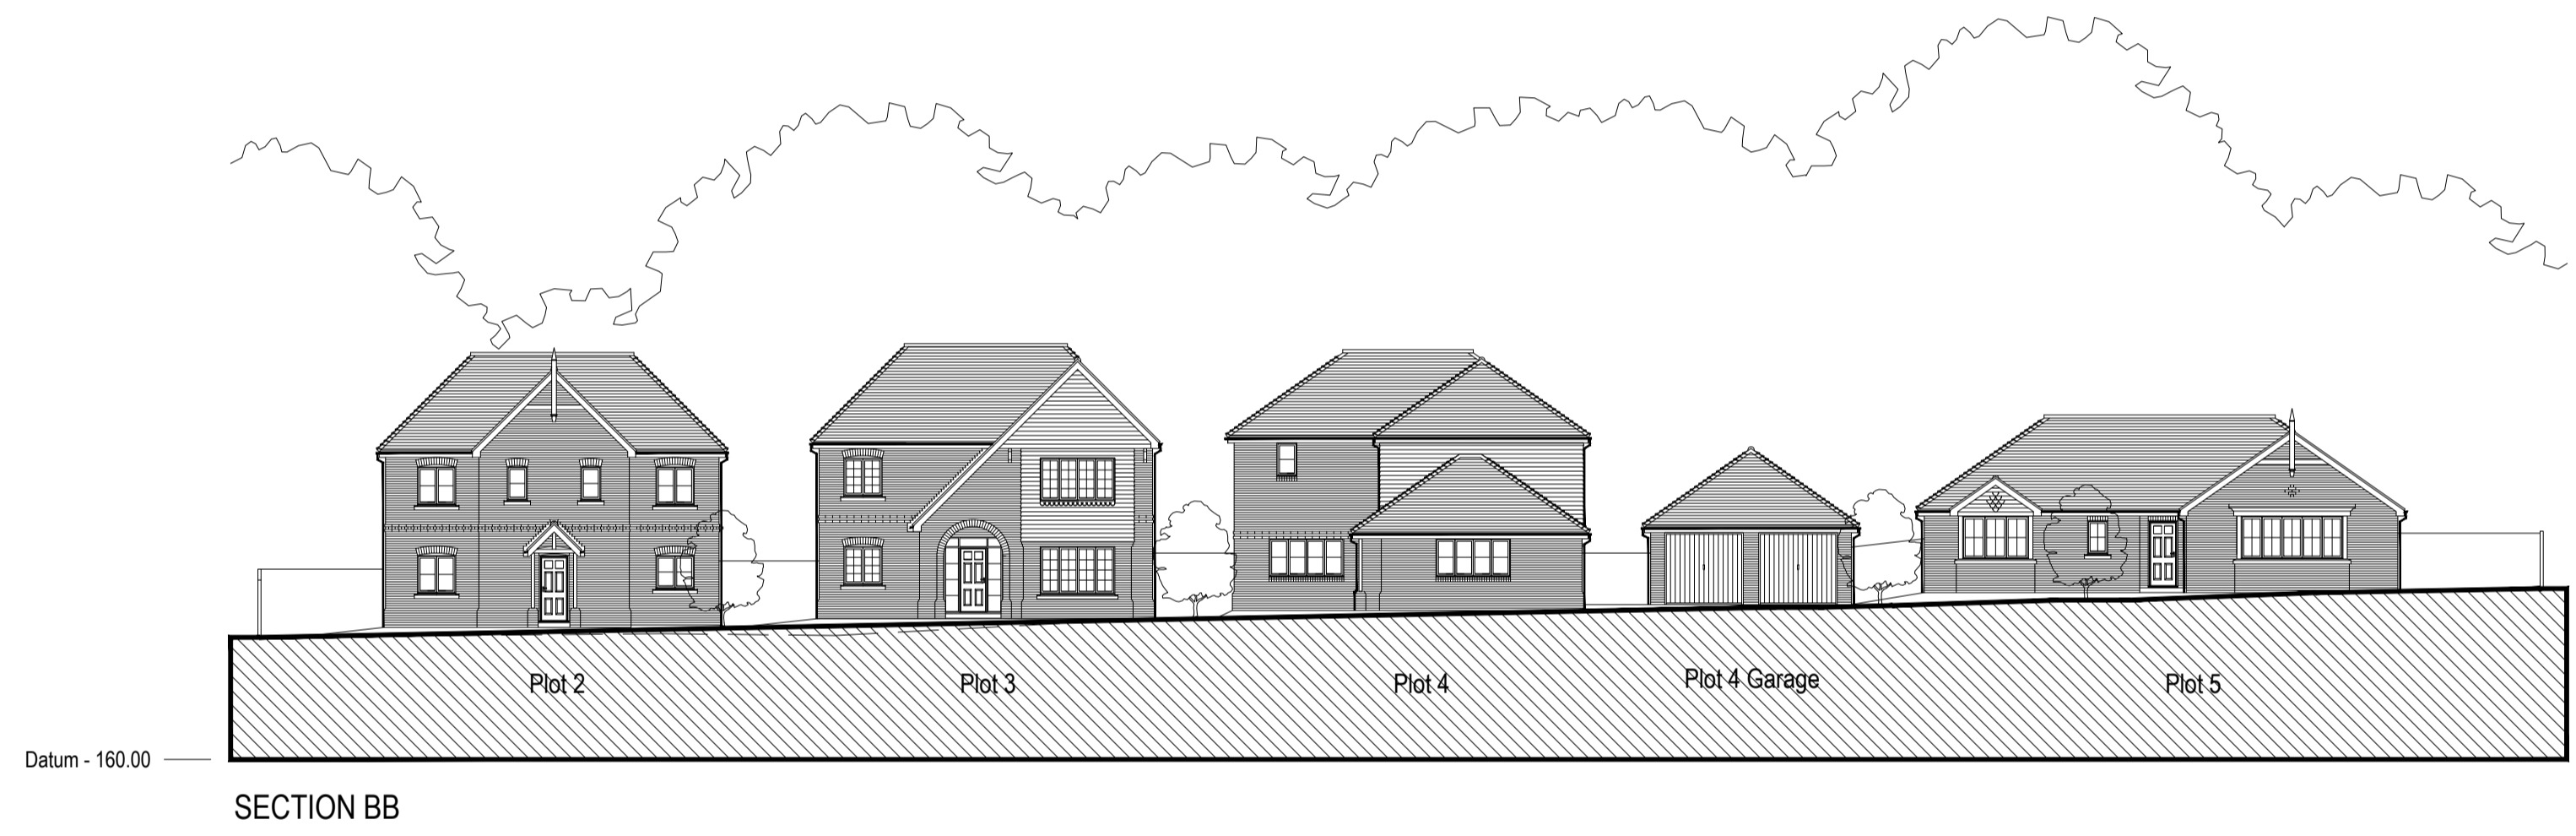 Plot 2
Plot 3
Plot 4
Plot 4 Garage
Plot 5
Datum - 160.00
SECTION BB